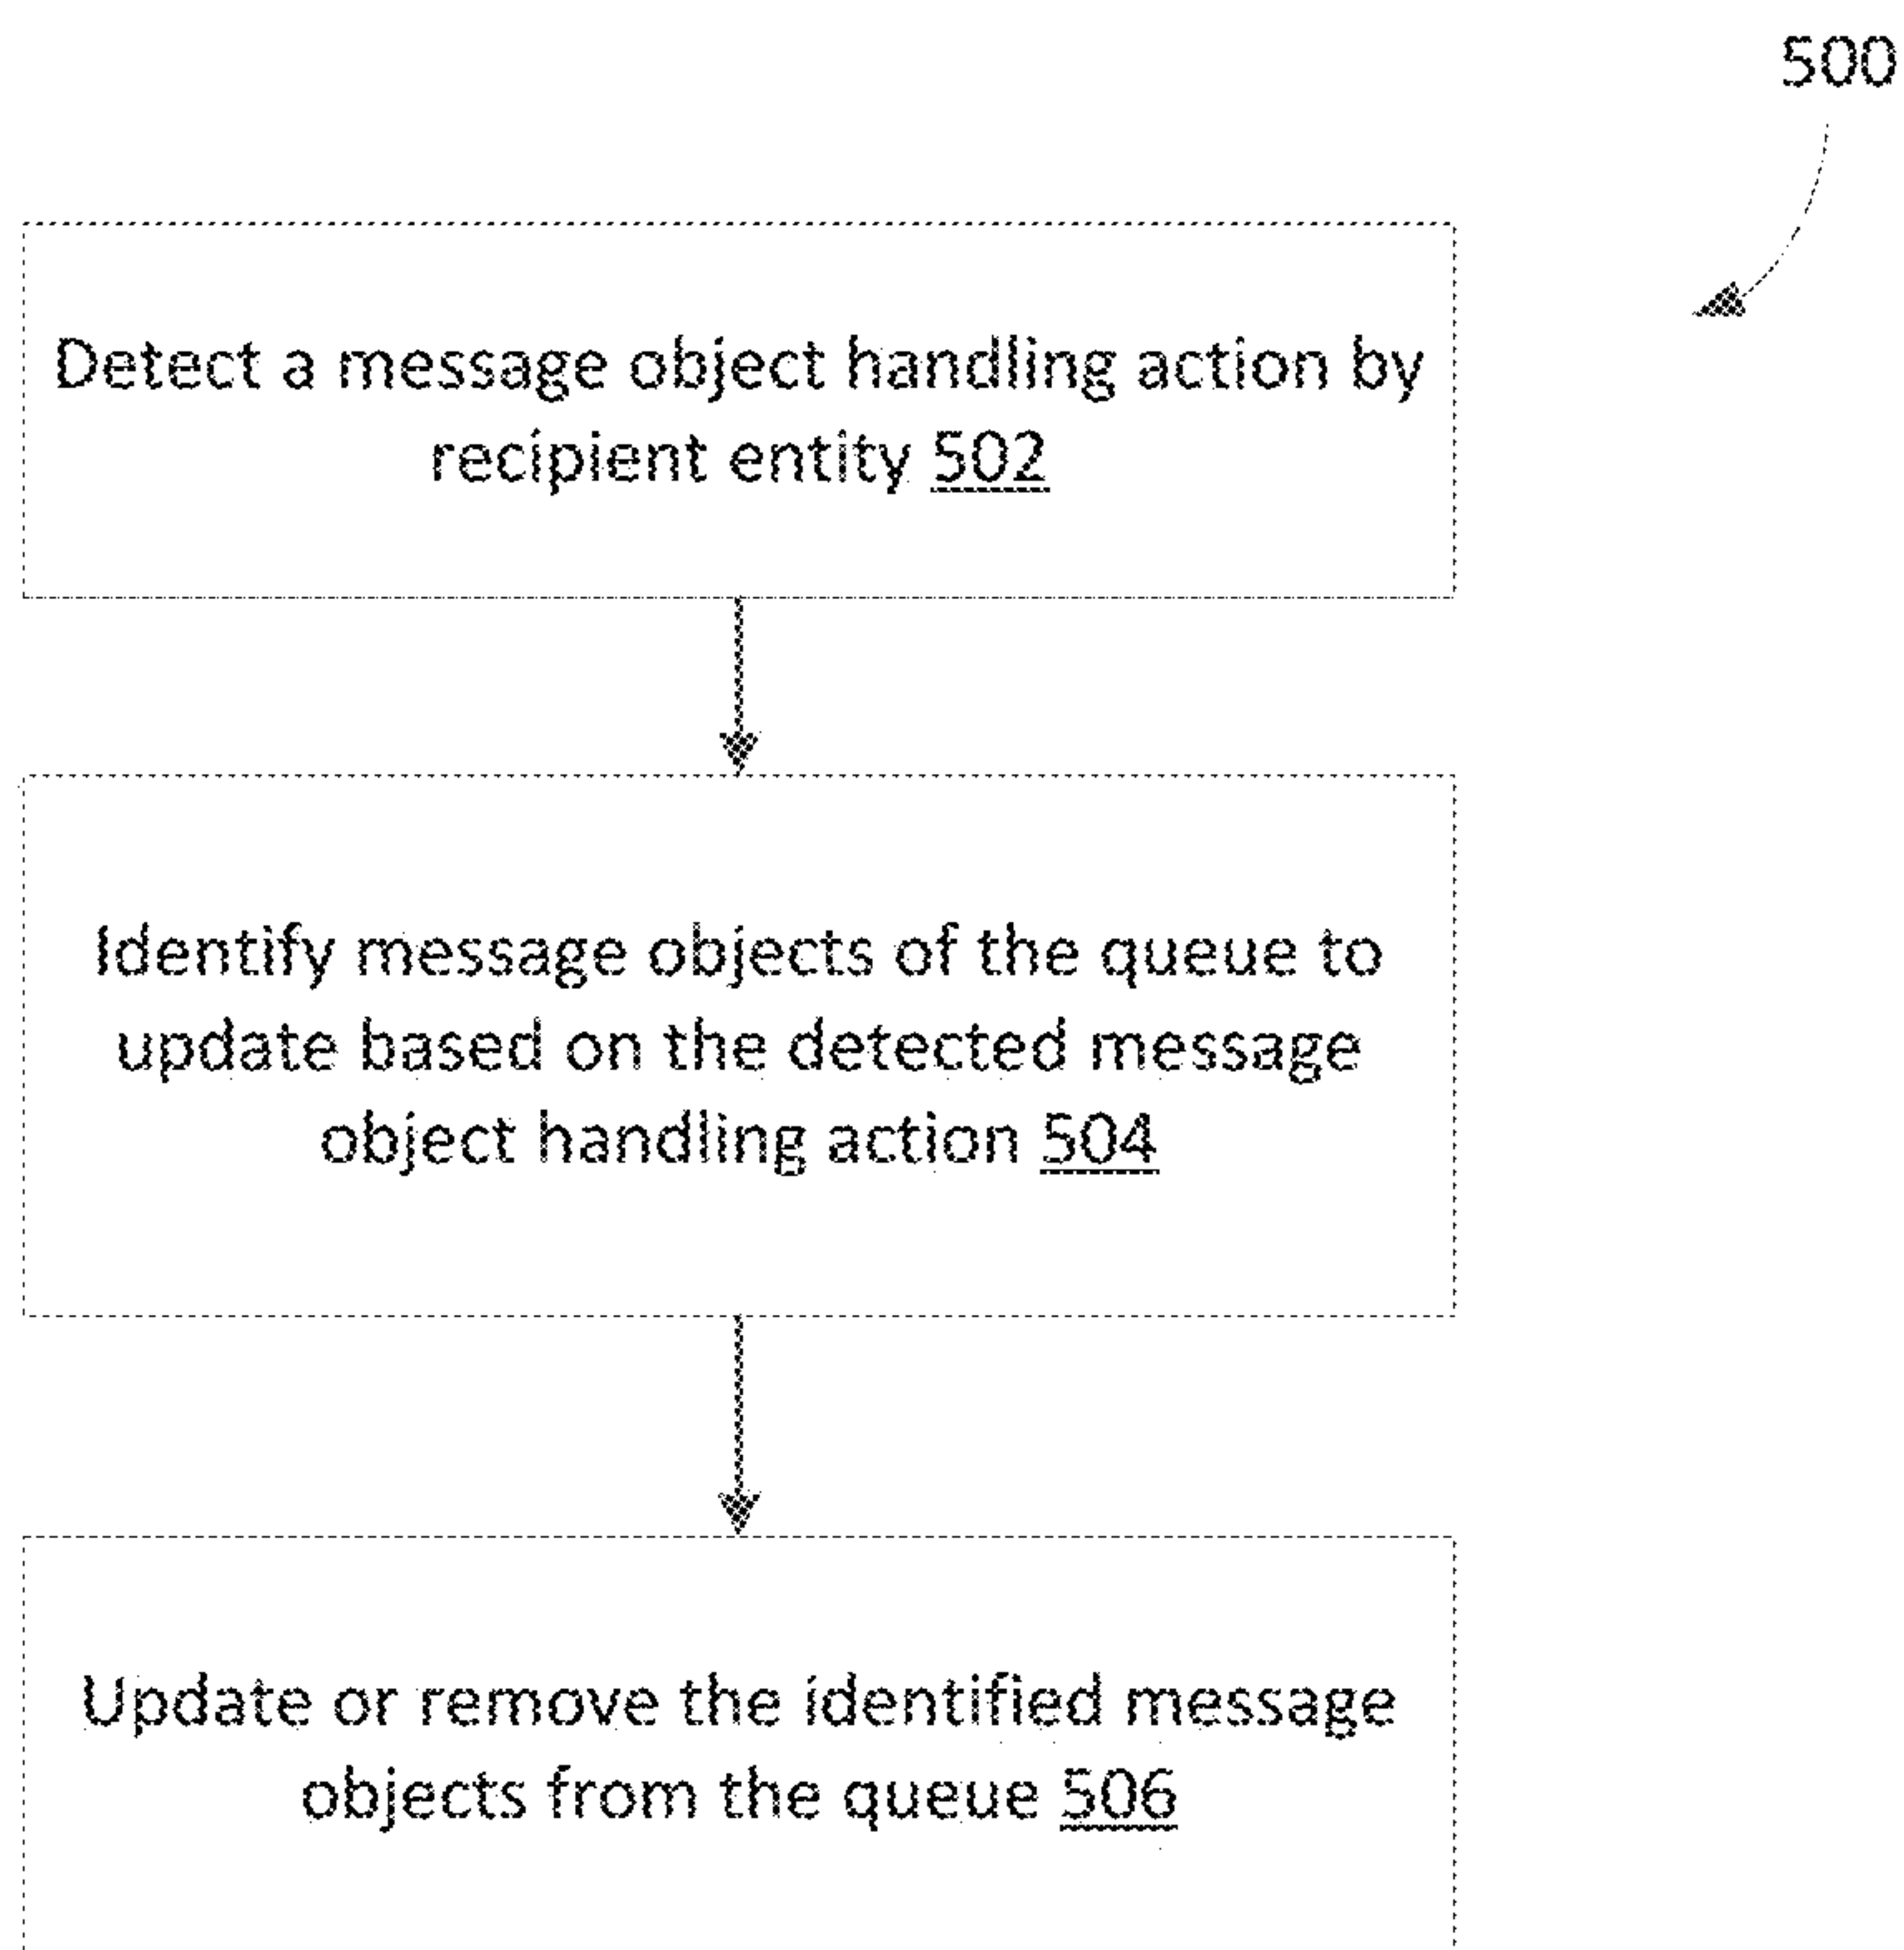 500
Detect a message object handling action by
recipient entity 502
Identify message objects of the queue to
update based on the detected message
object handling action 504
Update or remove the identified message
objects from the queue 506